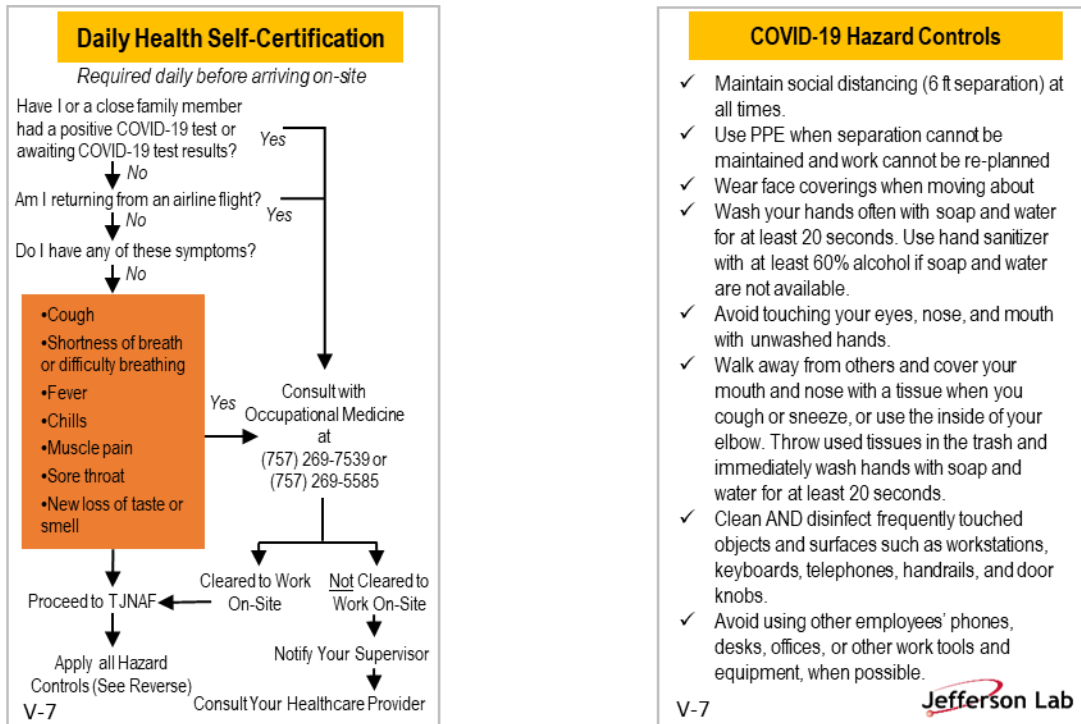 Daily Health Self-Certification
Required daily before arriving on-site
Have I or a close family member
had a positive COVID-19 test or
awaiting COVID-19 test results?
Yes
No
Am I returning from an airline flight?
Yes
No
Do I have any of these symptoms?
No
•Cough
•Shortness of breath
or difficulty breathing
•Fever
•Chills
•Muscle pain
•Sore throat
•New loss of taste or
smell
Yes
Consult with
Occupational Medicine
at
(757) 269-7539 or
(757) 269-5585
Cleared to Work
On-Site
Not Cleared to
Work On-Site
Proceed to TJNAF
Notify Your Supervisor
Apply all Hazard
Controls (See Reverse)
Consult Your Healthcare Provider
V-7
COVID-19 Hazard Controls
✓ Maintain social distancing (6 ft separation) at
all times.
✓ Use PPE when separation cannot be
maintained and work cannot be re-planned
✓ Wear face coverings when moving about
✓ Wash your hands often with soap and water
for at least 20 seconds. Use hand sanitizer
with at least 60% alcohol if soap and water
are not available.
✓ Avoid touching your eyes, nose, and mouth
with unwashed hands.
✓ Walk away from others and cover your
mouth and nose with a tissue when you
cough or sneeze, or use the inside of your
elbow. Throw used tissues in the trash and
immediately wash hands with soap and
water for at least 20 seconds.
✓ Clean AND disinfect frequently touched
objects and surfaces such as workstations,
keyboards, telephones, handrails, and door
knobs.
✓ Avoid using other employees' phones,
desks, offices, or other work tools and
equipment, when possible.
V-7
Jefferson Lab